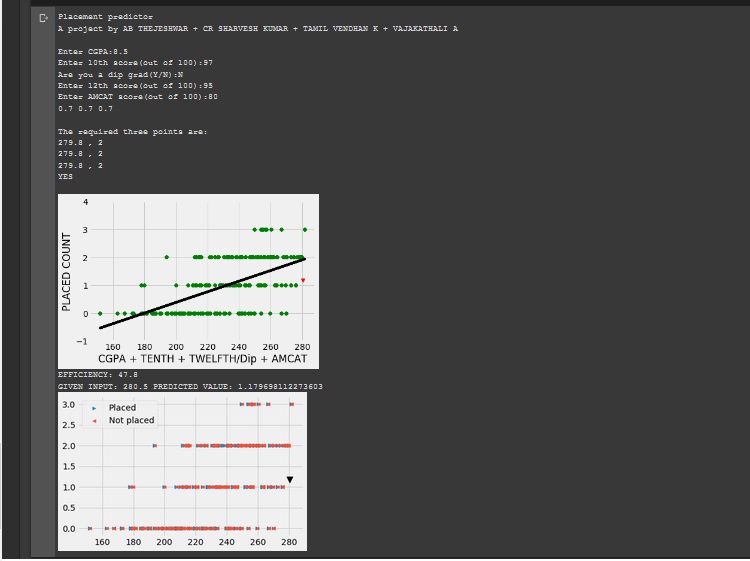 Placement predictor
A project by AB THEJESHWAR + CR SHARVESH KUMAR + TAMIL VENDHAN K + VAJAKATHALI A
Enter CGPA:8.5
Enter 10th score(out of 100):97
Are you a dip grad(Y/N):N
Enter 12th score(out of 100):95
Enter AMCAT score(out of 100):80
0.7 0.7 0.7
The required three points are:
279.8 , 2
279.8 , 2
279.8 , 2
YES
4
3
2
1
0
−1
PLACED COUNT
160 180 200 220 240 260 280
CGPA + TENTH + TWELFTH/Dip + AMCAT
EFFICIENCY: 47.8
GIVEN INPUT: 280.5 PREDICTED VALUE: 1.179698112273603
Placed
Not placed
3.0
2.5
2.0
1.5
1.0
0.5
0.0
160 180 200 220 240 260 280